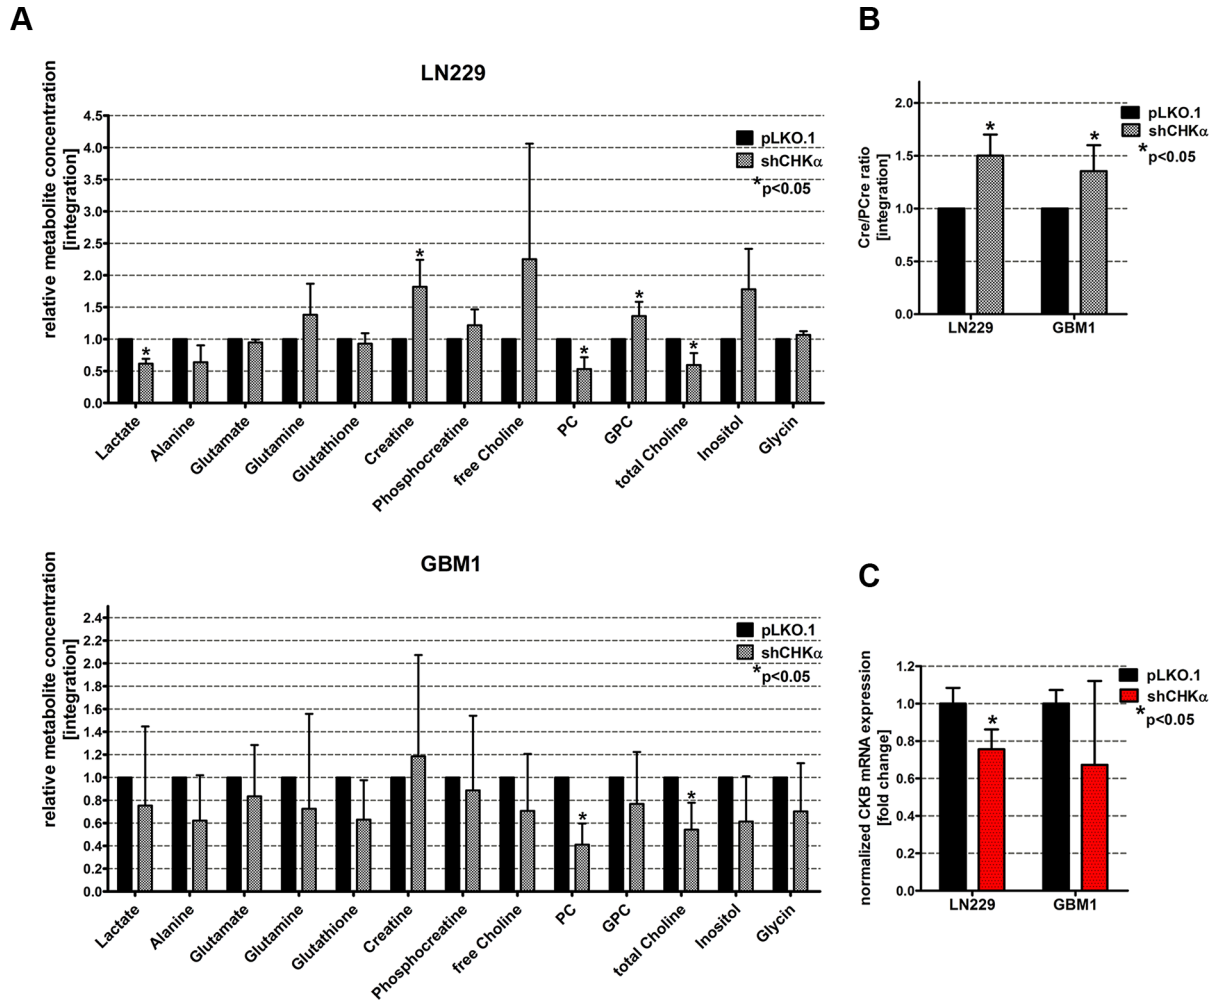 A
LN229
relative metabolite concentration
[integration]
4.5
4.0
3.5
3.0
2.5
2.0
1.5
1.0
0.5
0.0
pLKO.1
shCHKα
*p<0.05
*
*
*
*
*
Lactate
Alanine
Glutamate
Glutamine
Glutathione
Creatine
Phosphocreatine
free Choline
PC
GPC
total Choline
Inositol
Glycin
GBM1
relative metabolite concentration
[integration]
2.4
2.2
2.0
1.8
1.6
1.4
1.2
1.0
0.8
0.6
0.4
0.2
0.0
pLKO.1
shCHKα
*p<0.05
*
*
Lactate
Alanine
Glutamate
Glutamine
Glutathione
Creatine
Phosphocreatine
free Choline
PC
GPC
total Choline
Inositol
Glycin
B
Cre/PCre ratio
[integration]
2.0
1.5
1.0
0.5
0.0
*
*
pLKO.1
shCHKα
*p<0.05
LN229
GBM1
C
normalized CKB mRNA expression
[fold change]
1.2
1.0
0.8
0.6
0.4
0.2
0.0
*
pLKO.1
shCHKα
*p<0.05
LN229
GBM1